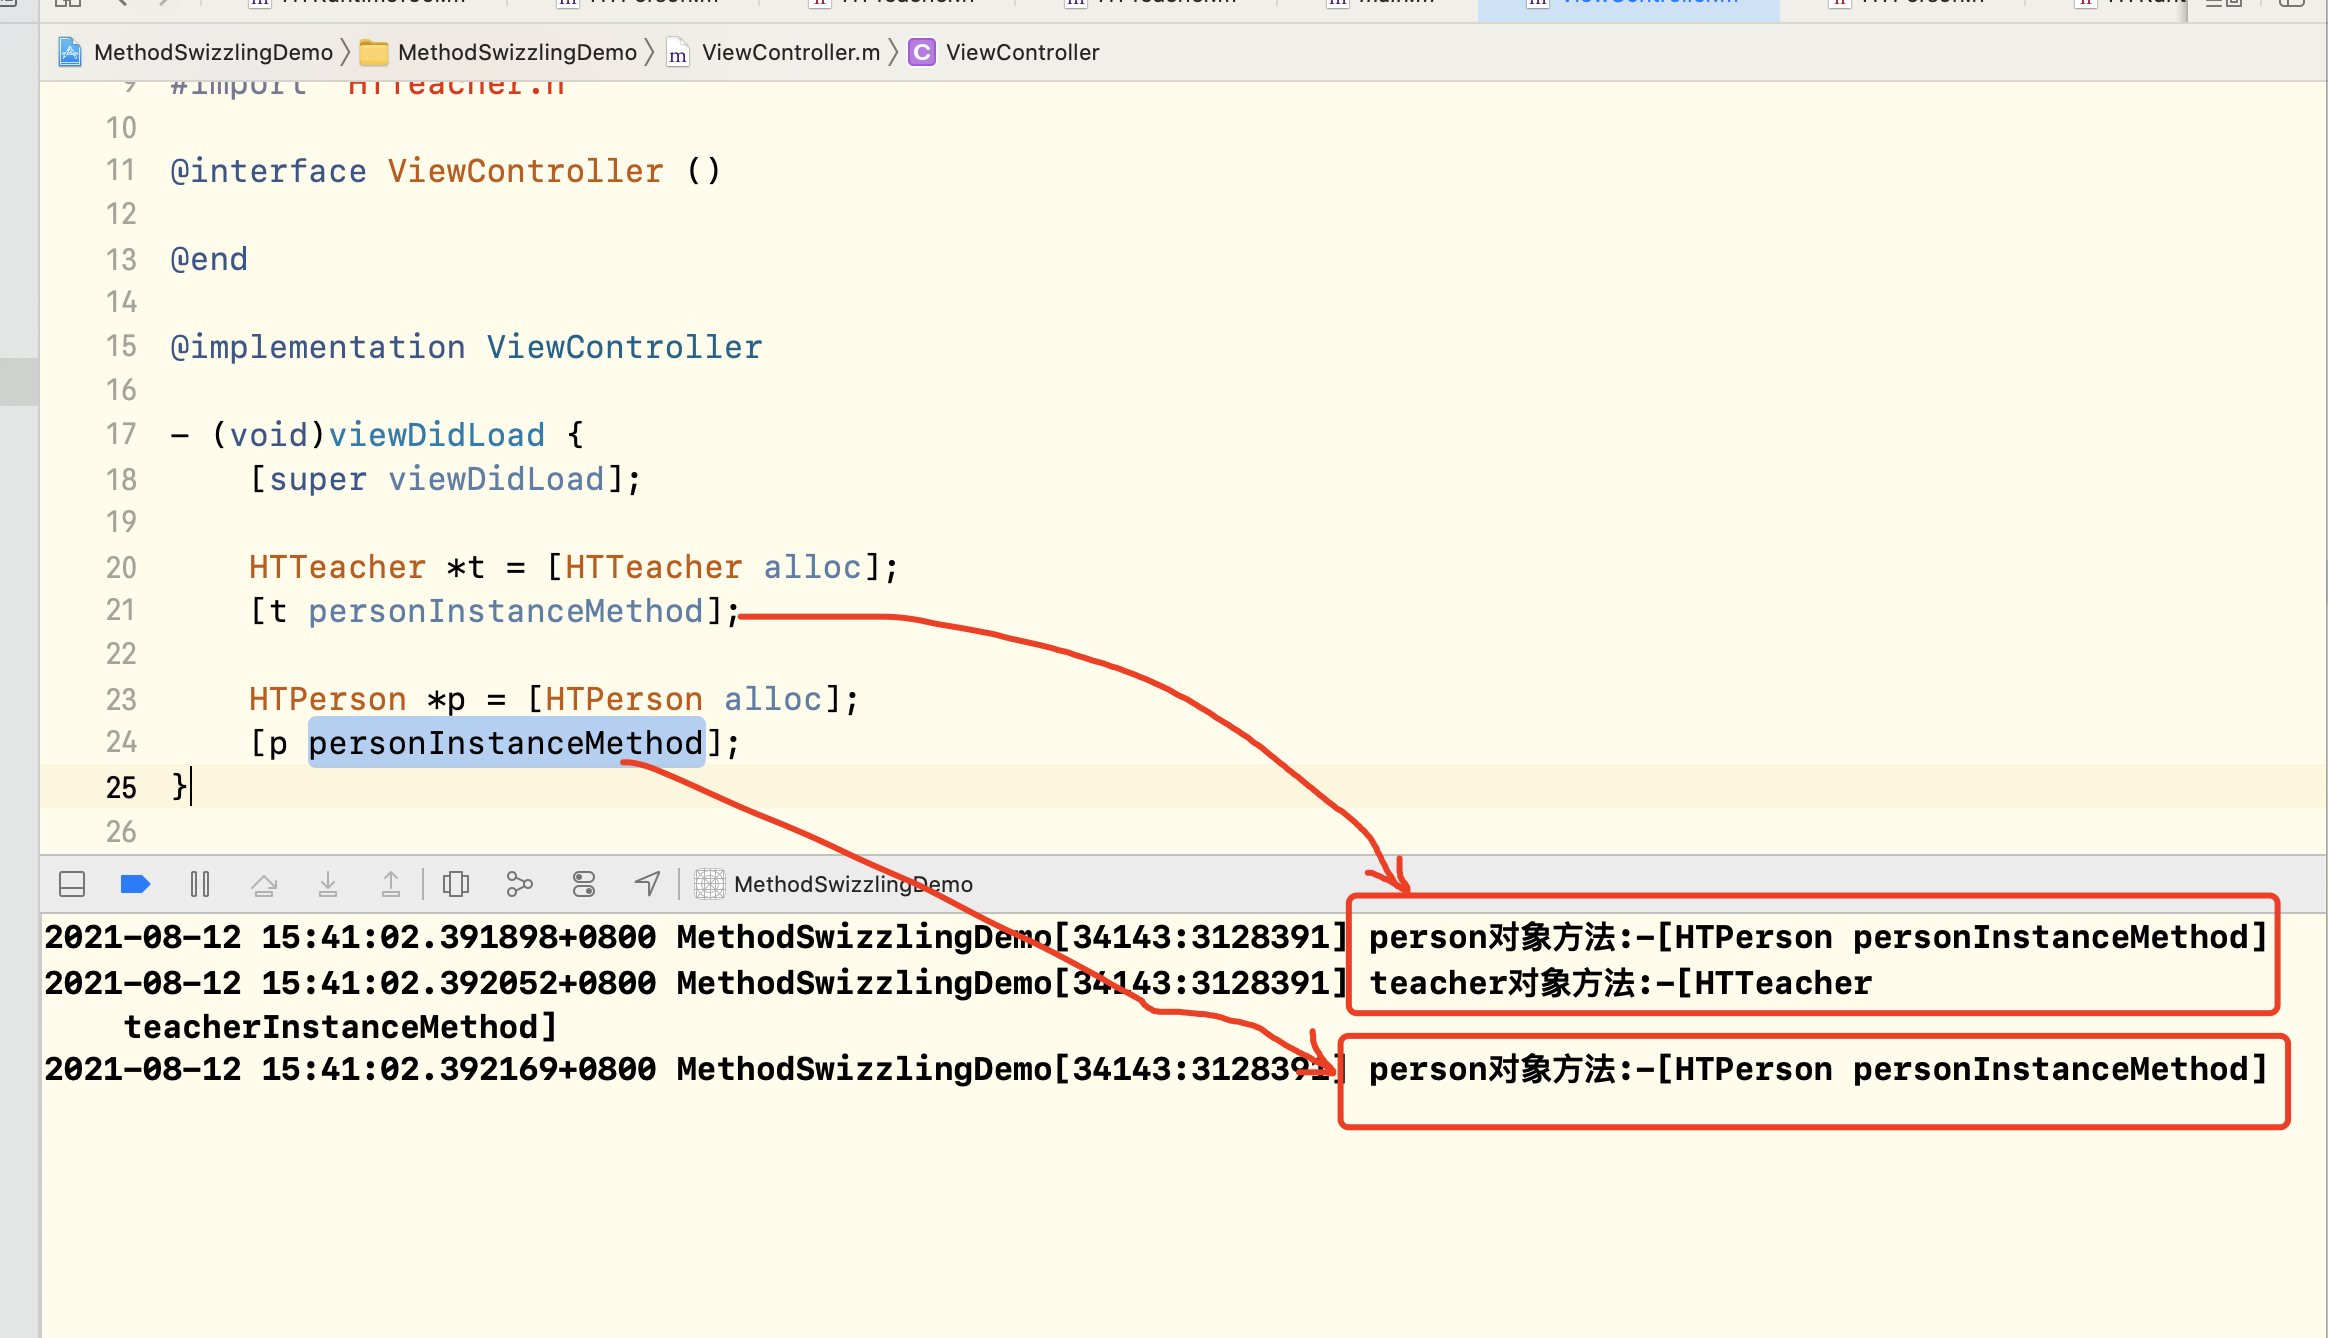 MethodSwizzlingDemo MethodSwizzlingDemo ViewController.m ViewController
9 #import "HTTeacher.h"
10
11 @interface ViewController ()
12
13 @end
14
15 @implementation ViewController
16
17 - (void)viewDidLoad {
18 [super viewDidLoad];
19
20 HTTeacher *t = [HTTeacher alloc];
21 [t personInstanceMethod];
22
23 HTPerson *p = [HTPerson alloc];
24 [p personInstanceMethod];
25 }
26
MethodSwizzlingDemo
2021-08-12 15:41:02.391898+0800 MethodSwizzlingDemo[34143:3128391] person对象方法:-[HTPerson personInstanceMethod]
2021-08-12 15:41:02.392052+0800 MethodSwizzlingDemo[34143:3128391] teacher对象方法:-[HTTeacher
teacherInstanceMethod]
2021-08-12 15:41:02.392169+0800 MethodSwizzlingDemo[34143:3128391] person对象方法:-[HTPerson personInstanceMethod]